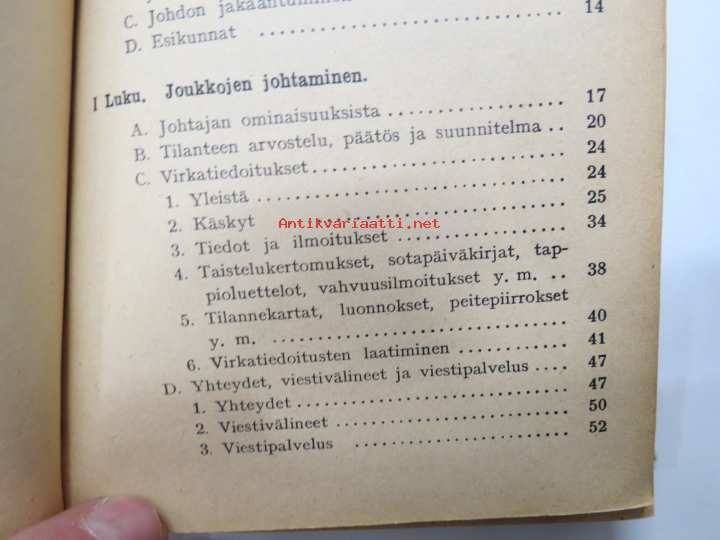 C. Johdon jakaantuminen
D. Esikunnat .................. 14
I Luku. Joukkojen johtaminen.
A. Johtajan ominaisuuksista .................. 17
B. Tilanteen arvostelu, päätös ja suunnitelma .. 20
C. Virkatiedoitukset .......................... 24
1. Yleistä .................................. 24
2. Käskyt .............................. 25
Antikvariaatti.net
3. Tiedot ja ilmoitukset .................... 34
4. Taistelukertomukset, sotapäiväkirjat, tap-
pioluettelot, vahvuusilmoitukset y. m. .. 38
5. Tilannekartat, luonnokset, peitepiirrokset
y. m. .............................. 40
6. Virkatiedoitusten laatiminen ............ 41
D. Yhteydet, viestivälineet ja viestipalvelus .... 47
1. Yhteydet .............................. 47
2. Viestivälineet .......................... 50
3. Viestipalvelus ........................ 52